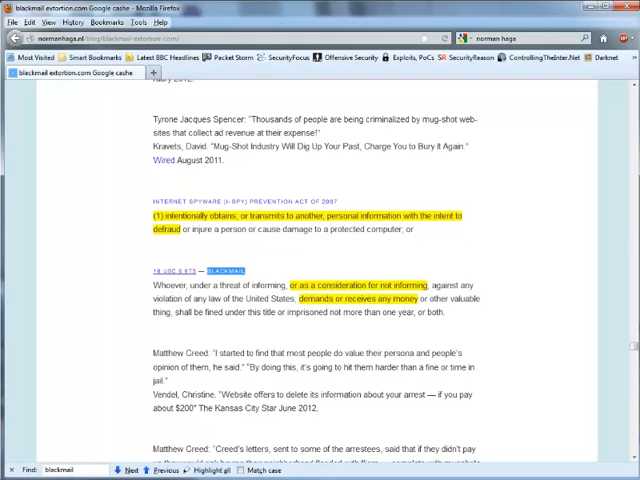 blackmail extortion.com Google cashe - Mozilla Firefox
File Edit View History Bookmarks Tools Help
normanhaga.nl/blog/blackmail-extortion.com/
norman haga
Most Visited Smart Bookmarks Latest BBC Headlines Packet Storm SecurityFocus Offensive Security Exploits, PoCs SecurityReason ControllingTheInter.Net Darknet
blackmail extortion.com Google cashe +
2012.
Tyrone Jacques Spencer: "Thousands of people are being criminalized by mug-shot web-
sites that collect ad revenue at their expense!"
Kravets, David. "Mug-Shot Industry Will Dig Up Your Past, Charge You to Bury It Again."
Wired August 2011.
INTERNET SPYWARE (I-SPY) PREVENTION ACT OF 2007
(1) intentionally obtains, or transmits to another, personal information with the intent to
defraud or injure a person or cause damage to a protected computer; or
18 USC § 873 — BLACKMAIL
Whoever, under a threat of informing, or as a consideration for not informing, against any
violation of any law of the United States, demands or receives any money or other valuable
thing, shall be fined under this title or imprisoned not more than one year, or both.
Matthew Creed: "I started to find that most people do value their persona and people's
opinion of them, he said." "By doing this, it's going to hit them harder than a fine or time in
jail."
Vendel, Christine. "Website offers to delete its information about your arrest — if you pay
about $200" The Kansas City Star June 2012.
Matthew Creed: "Creed's letters, sent to some of the arrestees, said that if they didn't pay
× Find: blackmail Next Previous Highlight all Match case